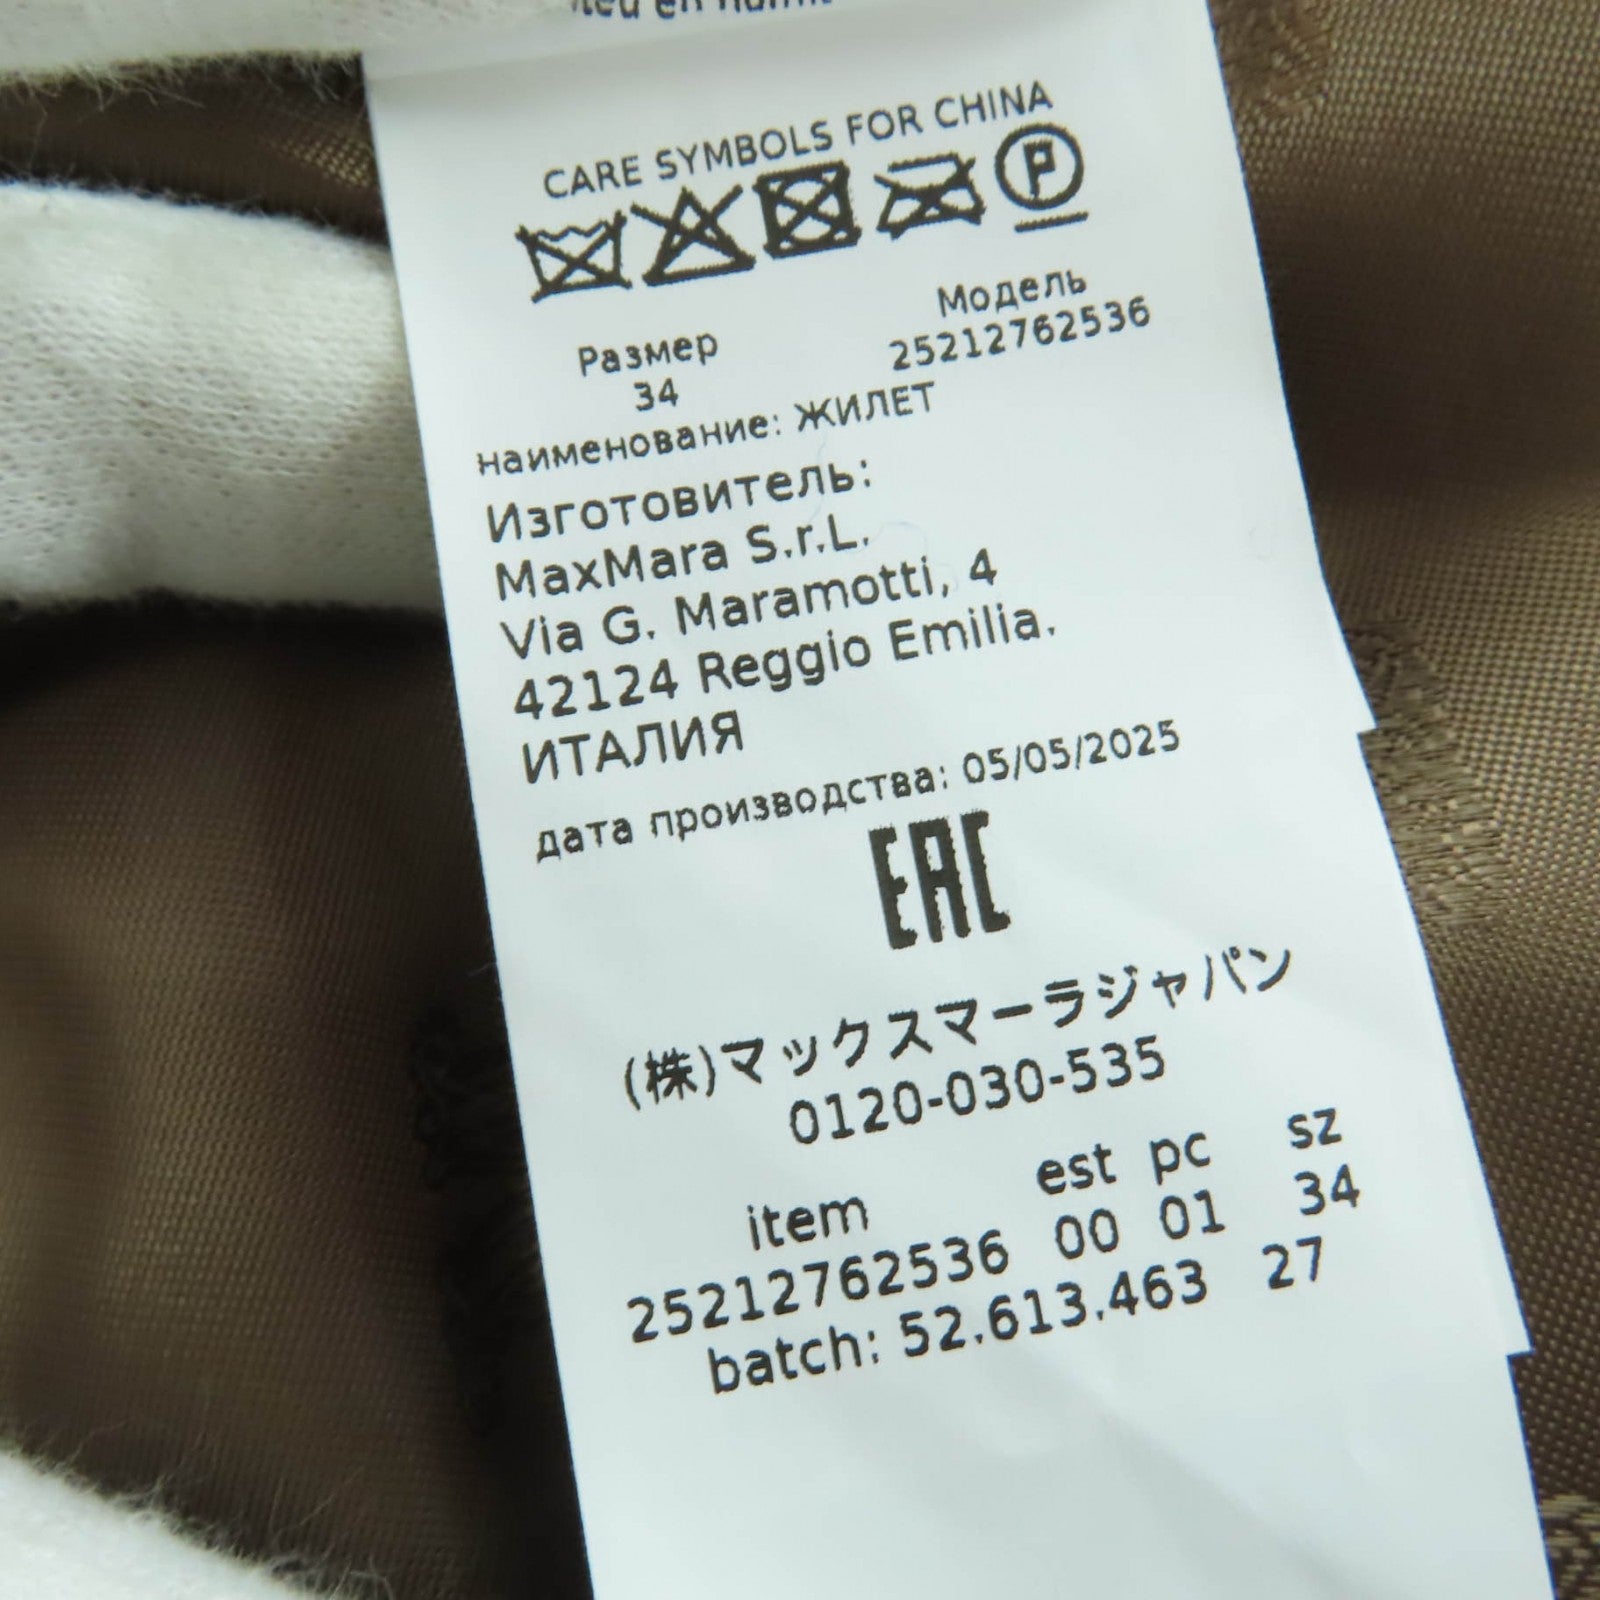 CARE SYMBOLS FOR CHINA
P
Размер Модель
34 25212762536
наименование: ЖИЛЕТ
Изготовитель:
MaxMara S.r.L.
Via G. Maramotti, 4
42124 Reggio Emilia.
ИТАЛИЯ
дата производства: 05/05/2025
EAC
(株)マックスマーラジャパン
0120-030-535
item est pc sz
25212762536 00 01 34
batch: 52.613.463 27